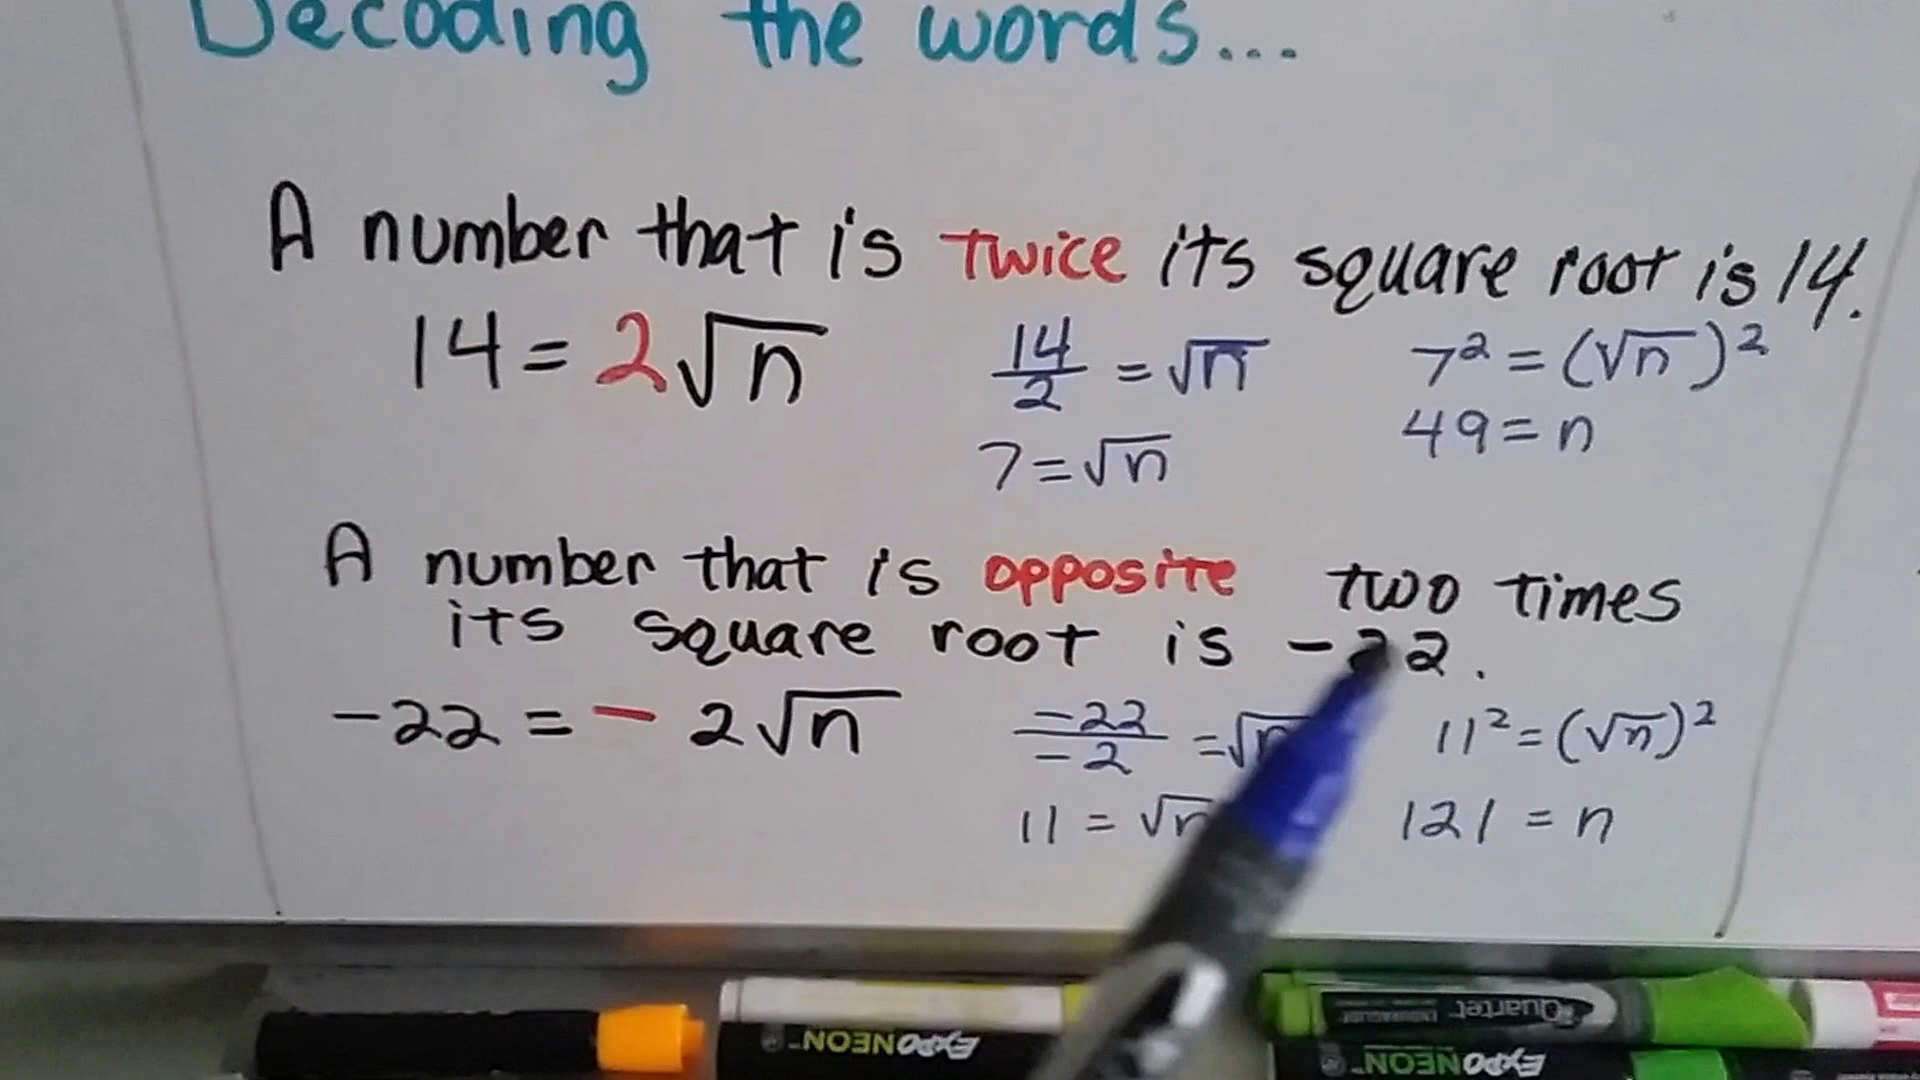 Decoding the words...
A number that is twice its square root is 14.
14 = 2√n
14/2 = √n
7 = √n
7² = (√n)²
49 = n
A number that is opposite two times
its square root is -22.
-22 = - 2√n
-22/-2 = √n
11 = √n
11² = (√n)²
121 = n
EXPO NEON™
Quartet
EXPO NEON™